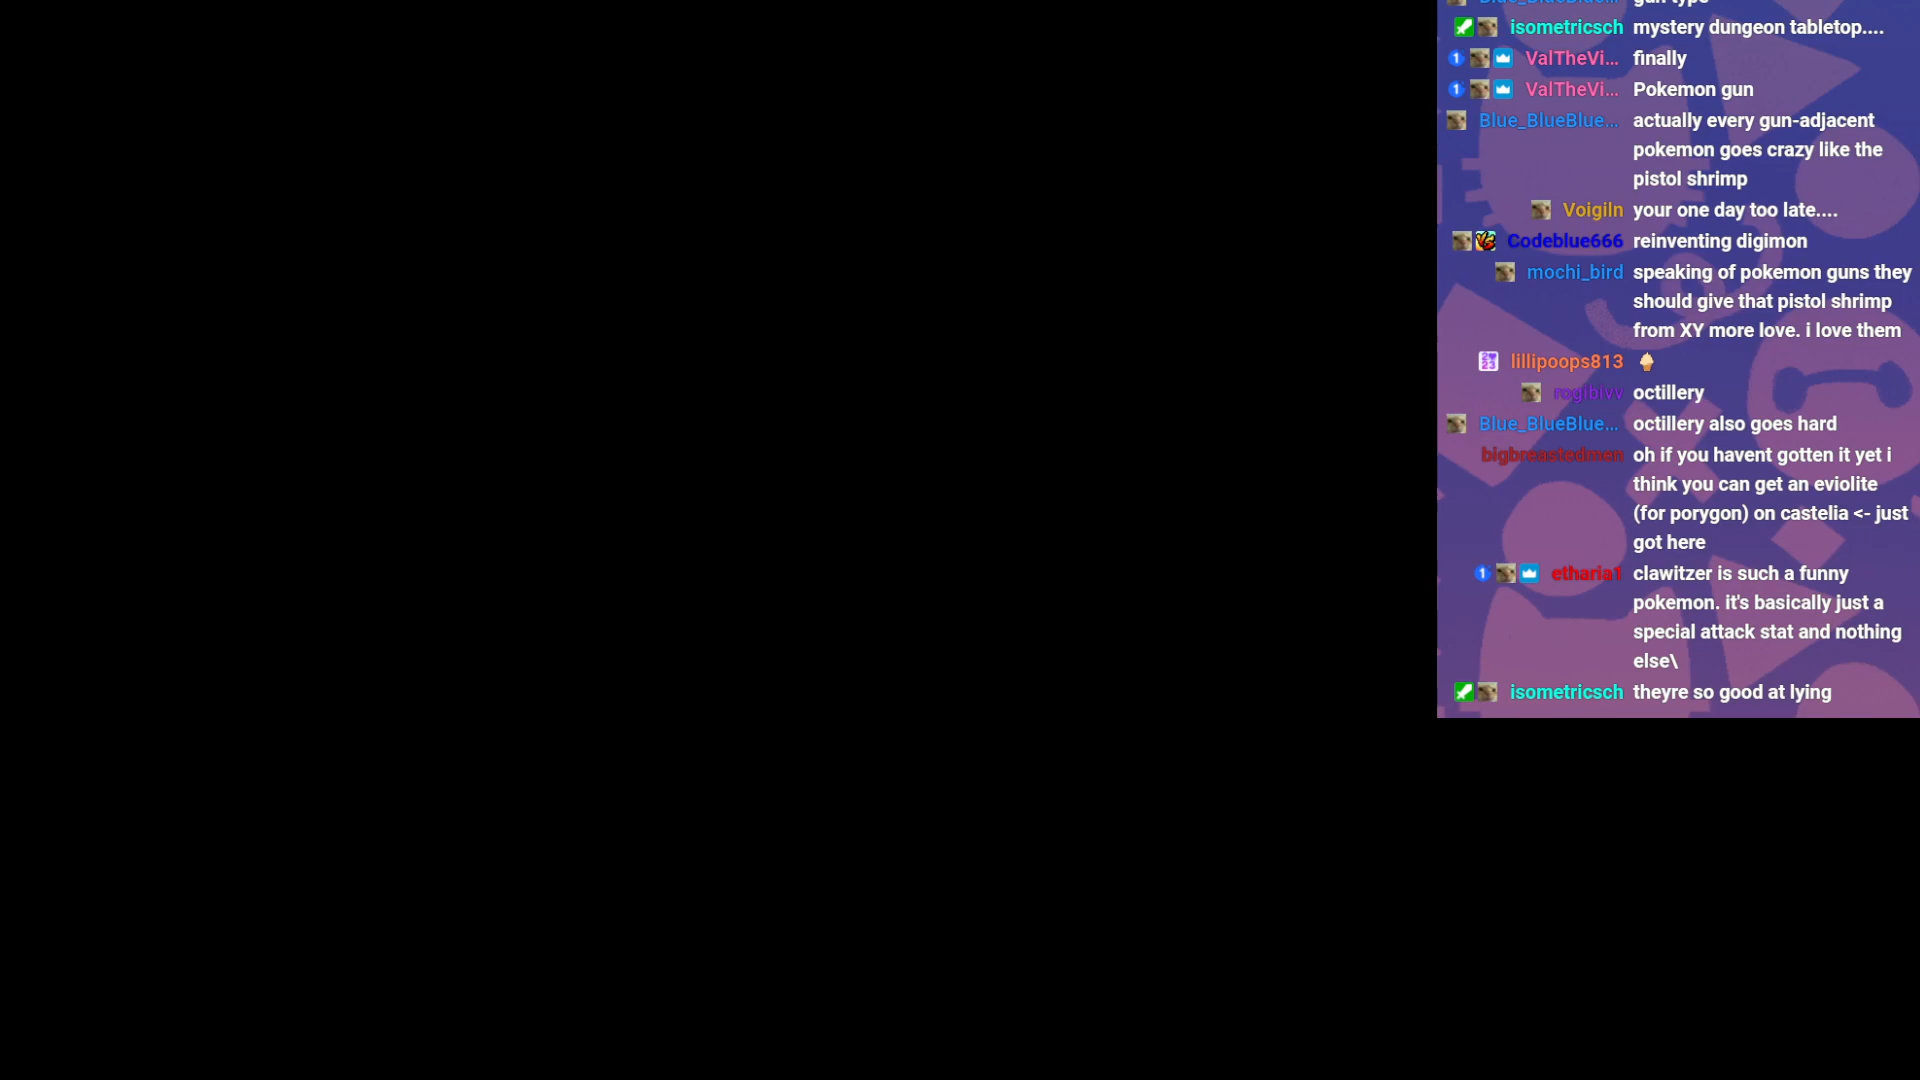 Blue_BlueBlue... gun type
isometricsch mystery dungeon tabletop....
ValTheVi... finally
ValTheVi... Pokemon gun
Blue_BlueBlue... actually every gun-adjacent
pokemon goes crazy like the
pistol shrimp
Voigiln your one day too late....
Codeblue666 reinventing digimon
mochi_bird speaking of pokemon guns they
should give that pistol shrimp
from XY more love. i love them
lillipoops813
rogibivv octillery
Blue_BlueBlue... octillery also goes hard
bigbreastedmen oh if you havent gotten it yet i
think you can get an eviolite
(for porygon) on castelia <- just
got here
etharia1 clawitzer is such a funny
pokemon. it's basically just a
special attack stat and nothing
else\
isometricsch theyre so good at lying